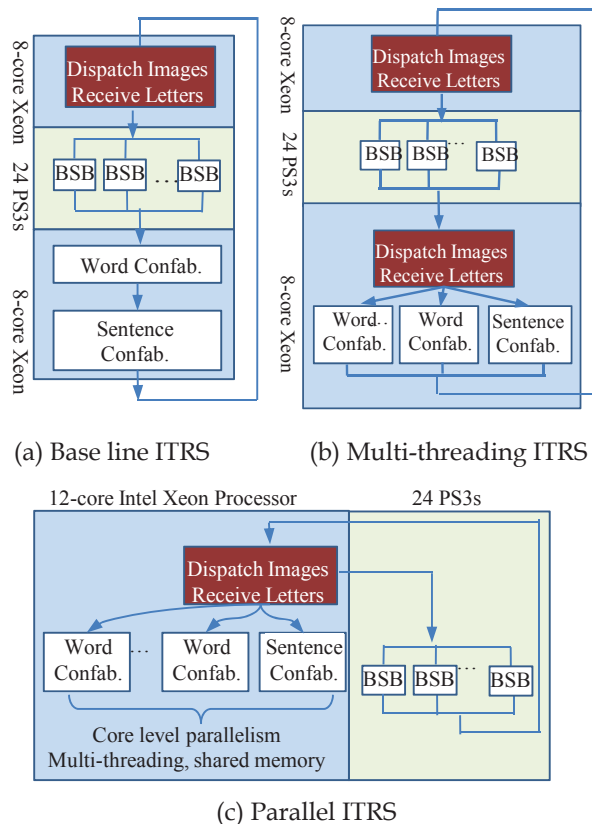 8-core Xeon
Dispatch Images
Receive Letters
24 PS3s
BSB BSB ... BSB
8-core Xeon
Word Confab.
Sentence
Confab.
(a) Base line ITRS
8-core Xeon
Dispatch Images
Receive Letters
24 PS3s
BSB BSB ... BSB
8-core Xeon
Dispatch Images
Receive Letters
Word ... Word Sentence
Confab. Confab. Confab.
(b) Multi-threading ITRS
12-core Intel Xeon Processor 24 PS3s
Dispatch Images
Receive Letters
Word ... Word Sentence
Confab. Confab. Confab.
BSB BSB ... BSB
Core level parallelism
Multi-threading, shared memory
(c) Parallel ITRS